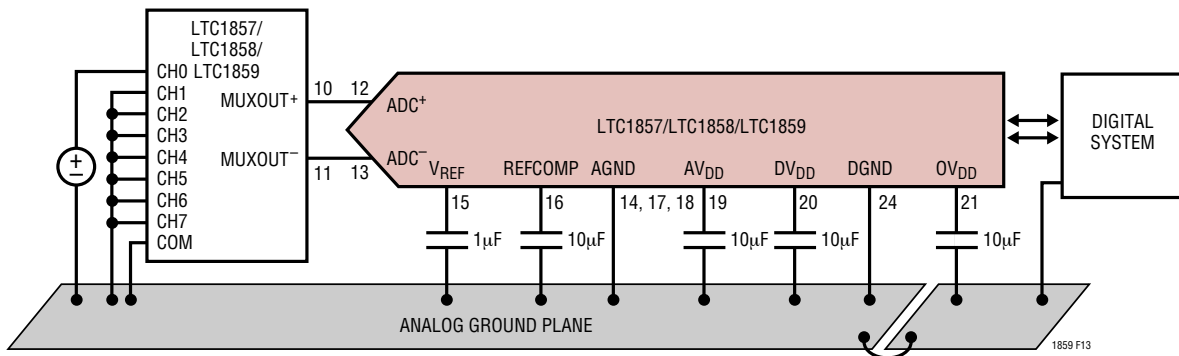 LTC1857/
LTC1858/
LTC1859
CH0
CH1
CH2
CH3
CH4
CH5
CH6
CH7
COM
MUXOUT+
MUXOUT–
10
12
11
13
ADC+
ADC–
LTC1857/LTC1858/LTC1859
VREF
REFCOMP
AGND
AVDD
DVDD
DGND
OVDD
15
16
14, 17, 18
19
20
24
21
1µF
10µF
10µF
10µF
10µF
DIGITAL
SYSTEM
ANALOG GROUND PLANE
1859 F13